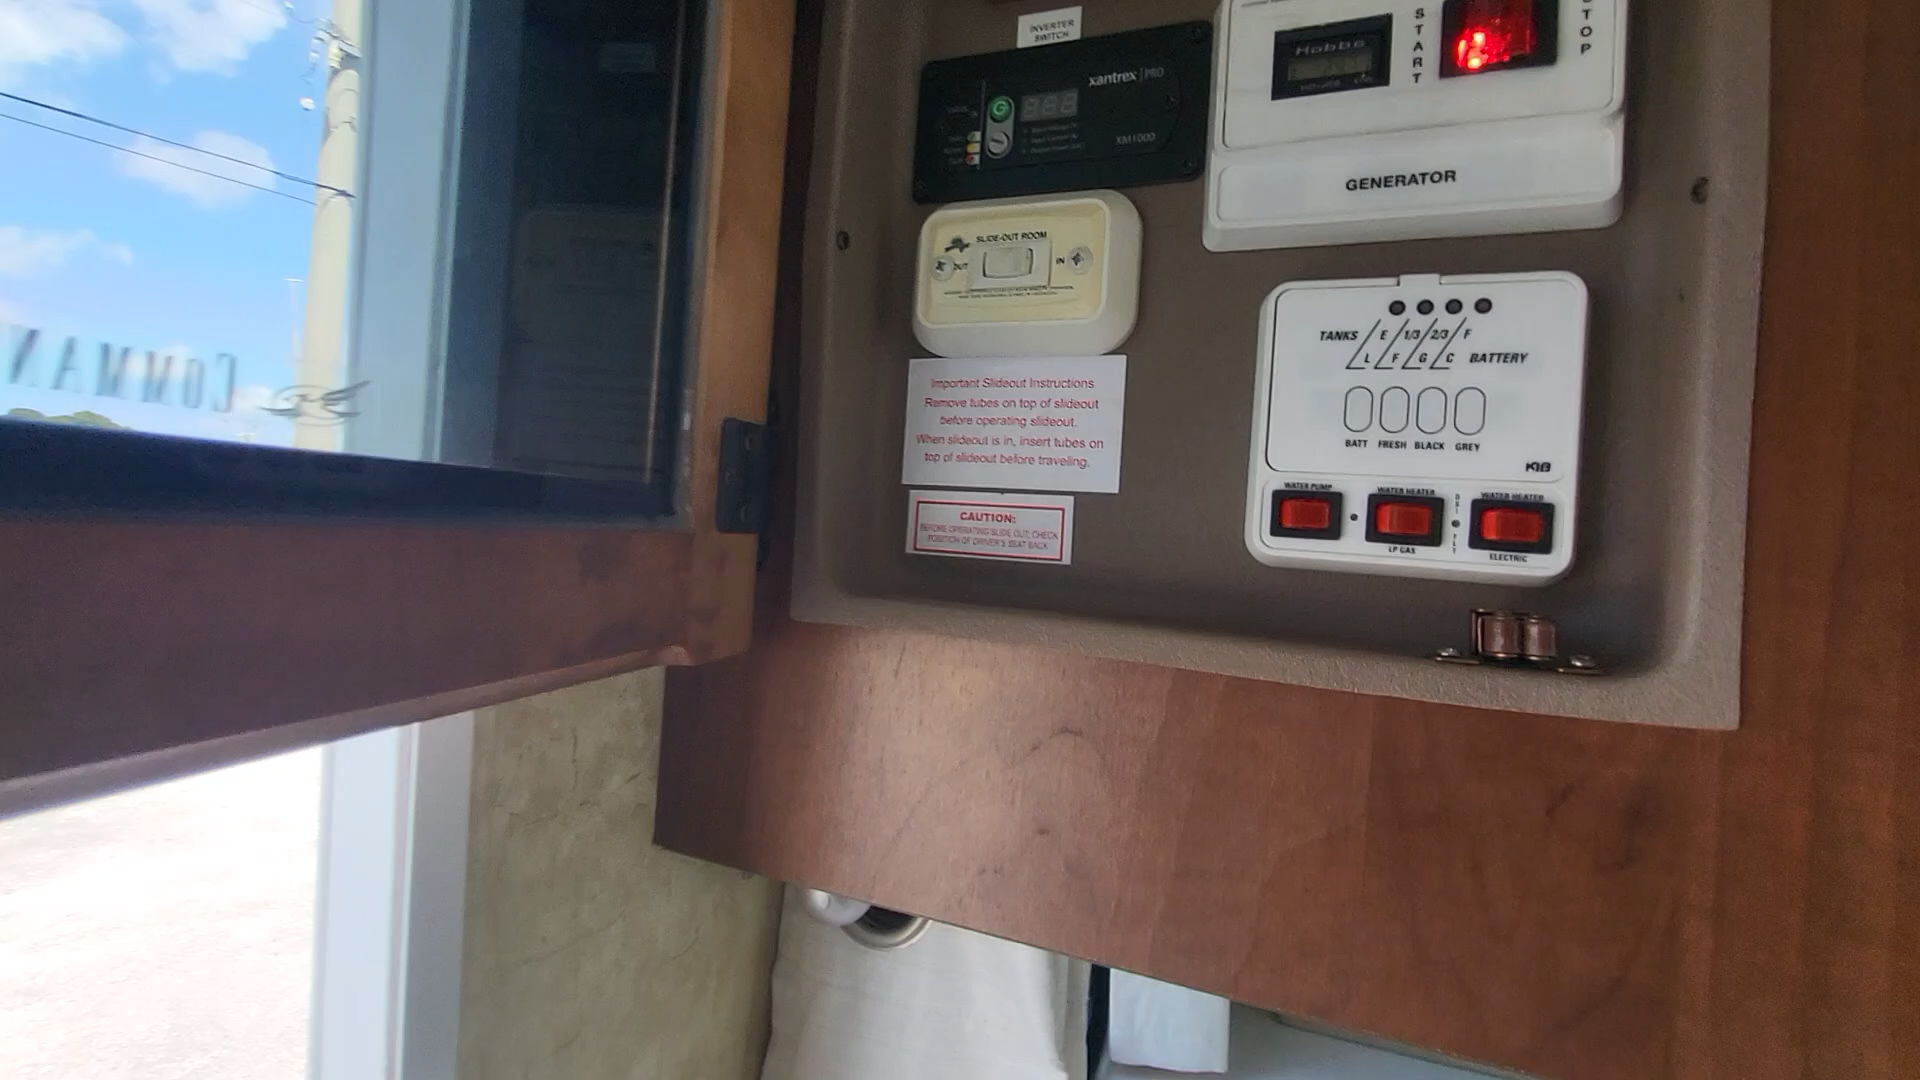 INVERTER
SWITCH
xantrex PRO
XM1000
Hobbs
START
STOP
GENERATOR
SLIDE-OUT ROOM
OUT
IN
Important Slideout Instructions
Remove tubes on top of slideout
before operating slideout.
When slideout is in, insert tubes on
top of slideout before traveling.
CAUTION:
BEFORE OPERATING SLIDE OUT, CHECK
POSITION OF DRIVER'S SEAT BACK
TANKS E 1/3 2/3 F
L F G C BATTERY
BATT FRESH BLACK GREY
KIB
WATER PUMP
WATER HEATER
LP GAS
WATER HEATER
ELECTRIC